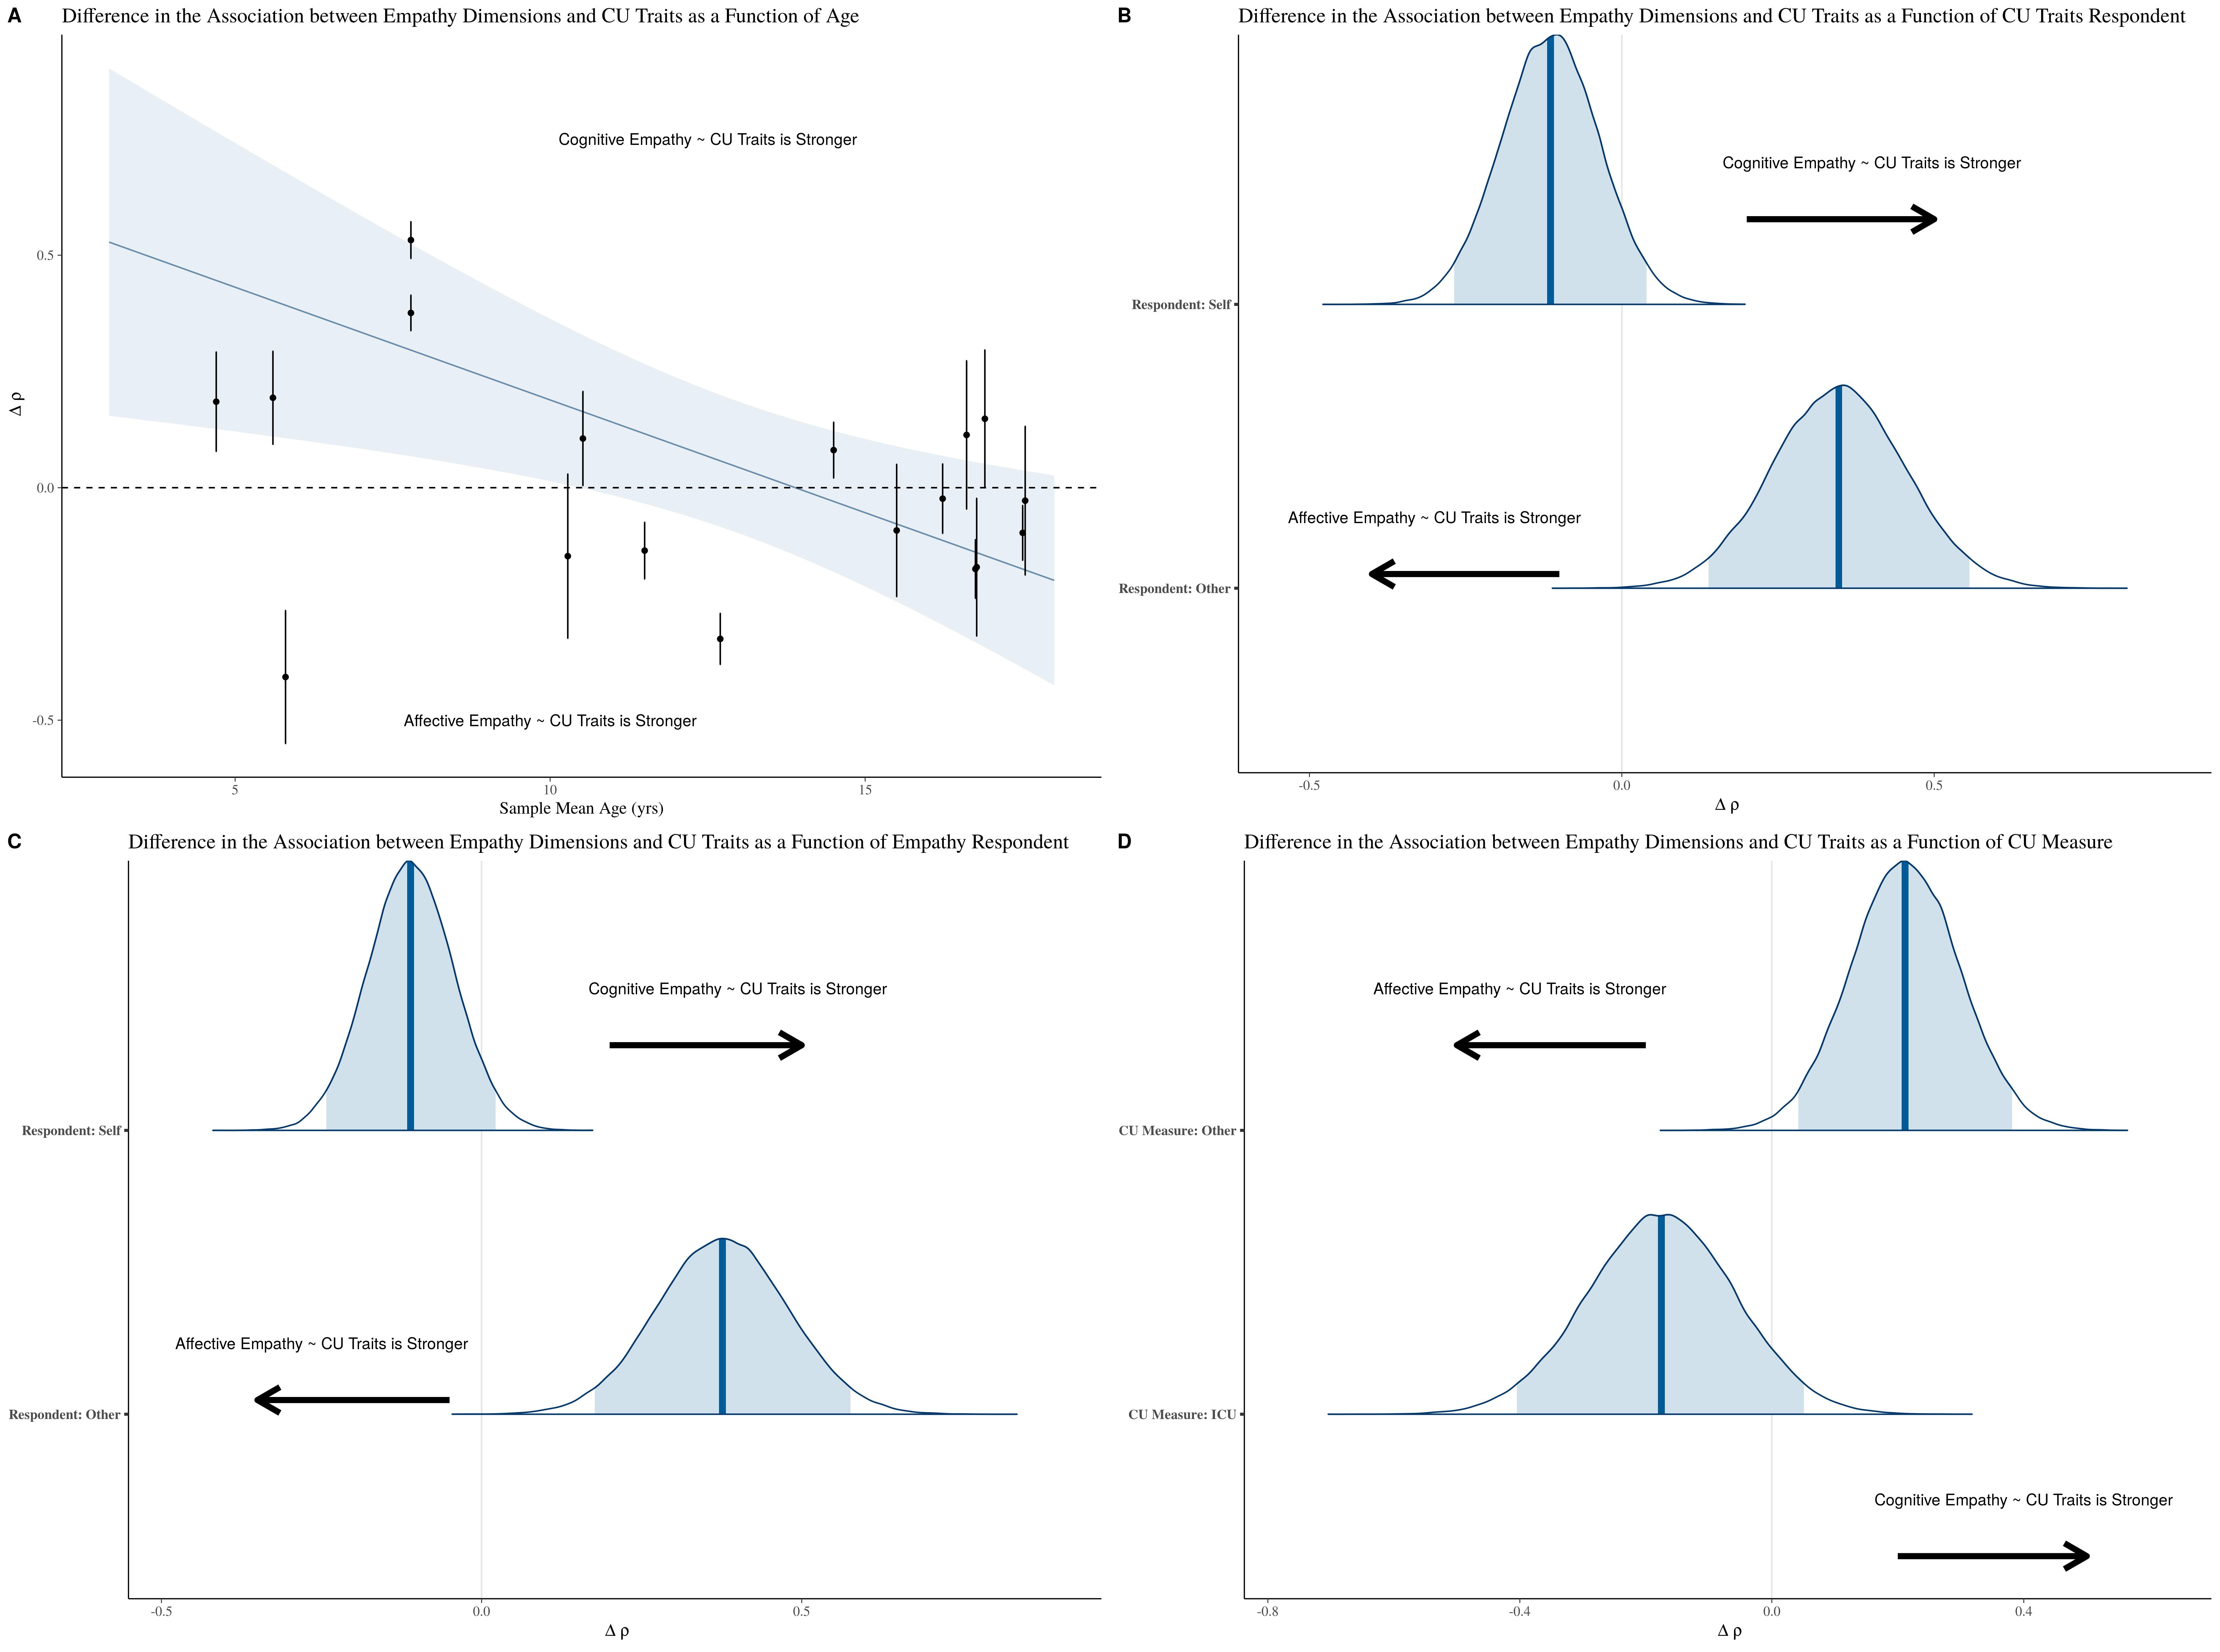 A
Difference in the Association between Empathy Dimensions and CU Traits as a Function of Age
Cognitive Empathy ~ CU Traits is Stronger
0.5
0.0
-0.5
Δ ρ
Affective Empathy ~ CU Traits is Stronger
5
10
15
Sample Mean Age (yrs)
B
Difference in the Association between Empathy Dimensions and CU Traits as a Function of CU Traits Respondent
Cognitive Empathy ~ CU Traits is Stronger
Respondent: Self
Affective Empathy ~ CU Traits is Stronger
Respondent: Other
-0.5
0.0
0.5
Δ ρ
C
Difference in the Association between Empathy Dimensions and CU Traits as a Function of Empathy Respondent
Cognitive Empathy ~ CU Traits is Stronger
Respondent: Self
Affective Empathy ~ CU Traits is Stronger
Respondent: Other
-0.5
0.0
0.5
Δ ρ
D
Difference in the Association between Empathy Dimensions and CU Traits as a Function of CU Measure
Affective Empathy ~ CU Traits is Stronger
CU Measure: Other
CU Measure: ICU
Cognitive Empathy ~ CU Traits is Stronger
-0.8
-0.4
0.0
0.4
Δ ρ